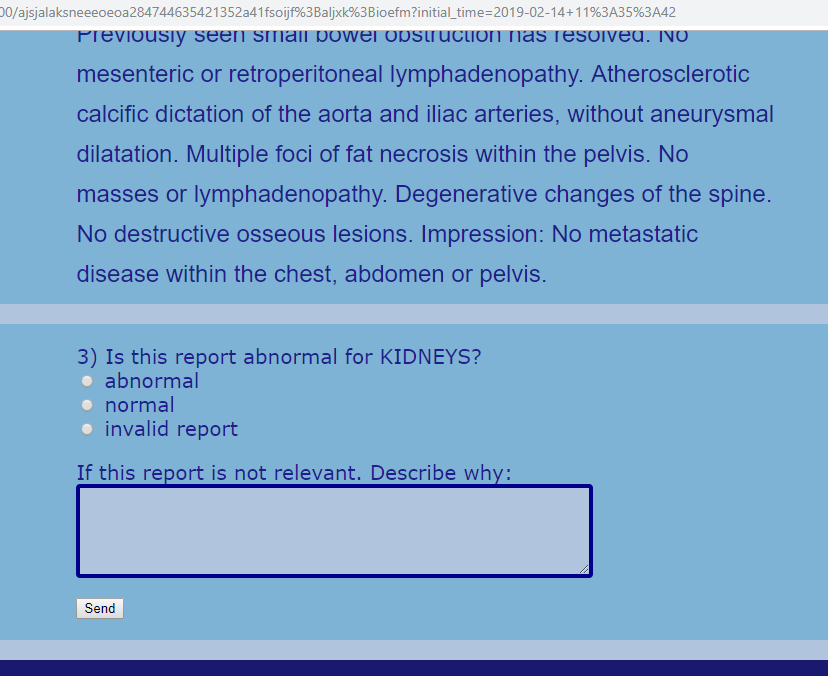 00/ajsjalaksneeeoeoa284744635421352a41fsoijf%3Baljxk%3Bioefm?initial_time=2019-02-14+11%3A35%3A42
Previously seen small bowel obstruction has resolved. No
mesenteric or retroperitoneal lymphadenopathy. Atherosclerotic
calcific dictation of the aorta and iliac arteries, without aneurysmal
dilatation. Multiple foci of fat necrosis within the pelvis. No
masses or lymphadenopathy. Degenerative changes of the spine.
No destructive osseous lesions. Impression: No metastatic
disease within the chest, abdomen or pelvis.
3) Is this report abnormal for KIDNEYS?
abnormal
normal
invalid report
If this report is not relevant. Describe why:
Send